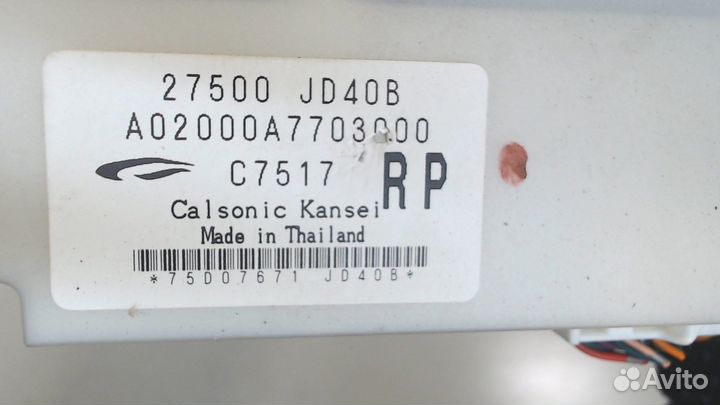 27500 JD40B
A02000A7703000
C7517 RP
Calsonic Kansei
Made in Thailand
*75D07671 JD40B*
Avito